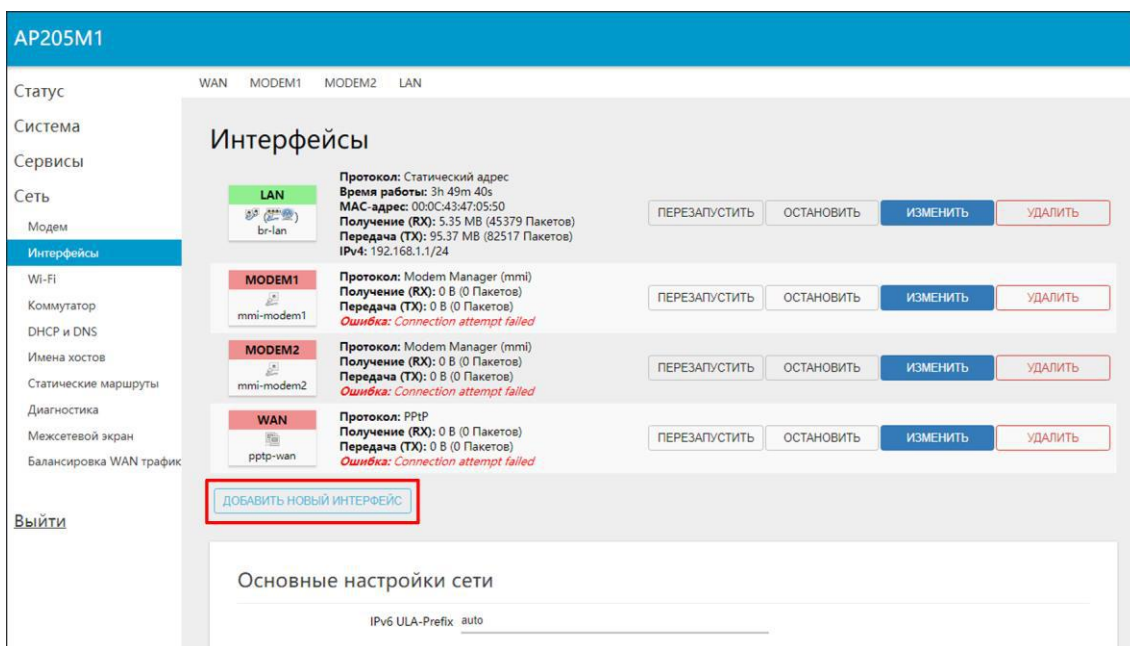 AP205M1
Статус
Система
Сервисы
Сеть
Модем
Интерфейсы
Wi-Fi
Коммутатор
DHCP и DNS
Имена хостов
Статические маршруты
Диагностика
Межсетевой экран
Балансировка WAN трафик
Выйти
WAN MODEM1 MODEM2 LAN
Интерфейсы
LAN
br-lan
Протокол: Статический адрес
Время работы: 3h 49m 40s
MAC-адрес: 00:0C:43:47:05:50
Получение (RX): 5.35 MB (45379 Пакетов)
Передача (TX): 95.37 MB (82517 Пакетов)
IPv4: 192.168.1.1/24
ПЕРЕЗАПУСТИТЬ ОСТАНОВИТЬ ИЗМЕНИТЬ УДАЛИТЬ
MODEM1
mmi-modem1
Протокол: Modem Manager (mmi)
Получение (RX): 0 B (0 Пакетов)
Передача (TX): 0 B (0 Пакетов)
Ошибка: Connection attempt failed
ПЕРЕЗАПУСТИТЬ ОСТАНОВИТЬ ИЗМЕНИТЬ УДАЛИТЬ
MODEM2
mmi-modem2
Протокол: Modem Manager (mmi)
Получение (RX): 0 B (0 Пакетов)
Передача (TX): 0 B (0 Пакетов)
Ошибка: Connection attempt failed
ПЕРЕЗАПУСТИТЬ ОСТАНОВИТЬ ИЗМЕНИТЬ УДАЛИТЬ
WAN
pptp-wan
Протокол: PPtP
Получение (RX): 0 B (0 Пакетов)
Передача (TX): 0 B (0 Пакетов)
Ошибка: Connection attempt failed
ПЕРЕЗАПУСТИТЬ ОСТАНОВИТЬ ИЗМЕНИТЬ УДАЛИТЬ
ДОБАВИТЬ НОВЫЙ ИНТЕРФЕЙС
Основные настройки сети
IPv6 ULA-Prefix auto